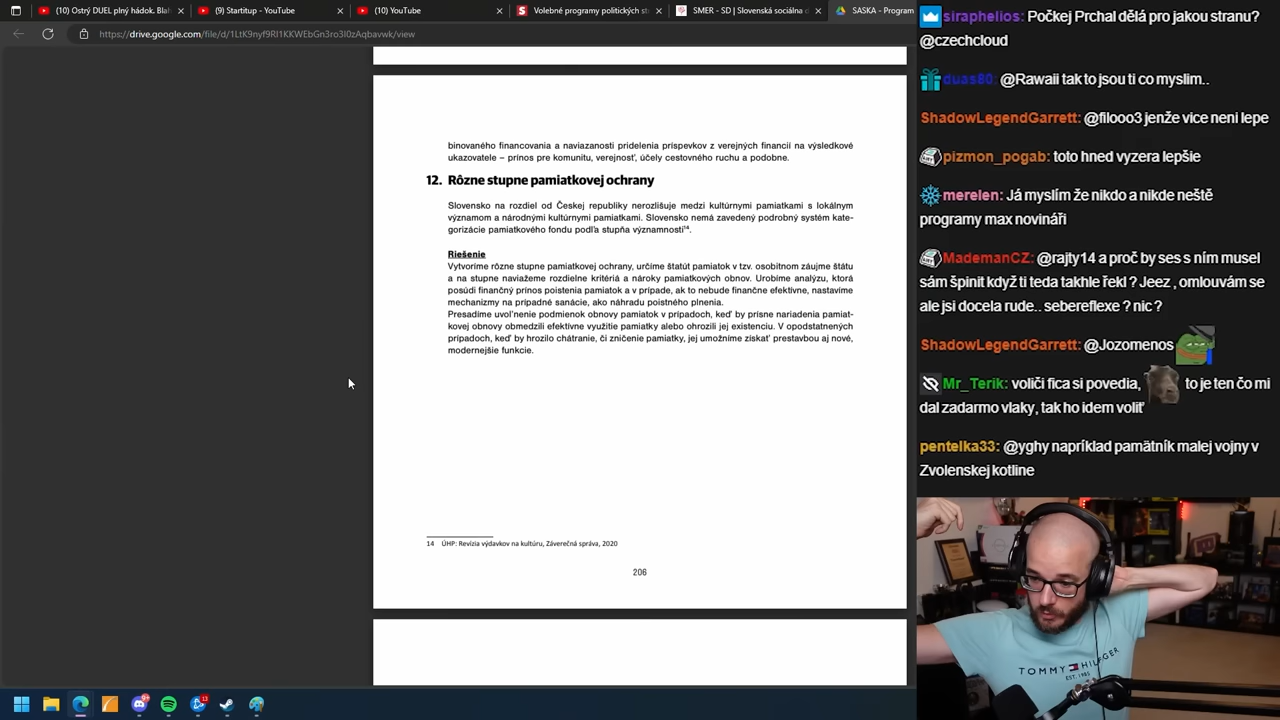 (10) Ostrý DUEL plný hádok. Blah
(9) Startitup - YouTube
(10) YouTube
Volebné programy politických st
SMER - SD | Slovenská sociálna d
SASKA - Program
https://drive.google.com/file/d/1LtK9nyf9RI1KKWEbGn3ro3I0zAqbavwk/view
binovaného financovania a naviazanosti pridelenia príspevkov z verejných financií na výsledkové
ukazovatele – prínos pre komunitu, verejnosť, účely cestovného ruchu a podobne.
12. Rôzne stupne pamiatkovej ochrany
Slovensko na rozdiel od Českej republiky nerozlišuje medzi kultúrnymi pamiatkami s lokálnym
významom a národnými kultúrnymi pamiatkami. Slovensko nemá zavedený podrobný systém kate-
gorizácie pamiatkového fondu podľa stupňa významnosti¹⁴.
Riešenie
Vytvoríme rôzne stupne pamiatkovej ochrany, určíme štatút pamiatok v tzv. osobitnom záujme štátu
a na stupne naviažeme rozdielne kritériá a nároky pamiatkových obnov. Urobíme analýzu, ktorá
posúdi finančný prínos poistenia pamiatok a v prípade, ak to nebude finančne efektívne, nastavíme
mechanizmy na prípadné sanácie, ako náhradu poistného plnenia.
Presadíme uvoľnenie podmienok obnovy pamiatok v prípadoch, keď by prísne nariadenia pamiat-
kovej obnovy obmedzili efektívne využitie pamiatky alebo ohrozili jej existenciu. V opodstatnených
prípadoch, keď by hrozilo chátranie, či zničenie pamiatky, jej umožníme získať prestavbou aj nové,
modernejšie funkcie.
14 ÚHP: Revízia výdavkov na kultúru, Záverečná správa, 2020
206
siraphelios: Počkej Prchal dělá pro jakou stranu?
@czechcloud
duas80: @Rawaii tak to jsou ti co myslim..
ShadowLegendGarrett: @filooo3 jenže vice neni lepe
pizmon_pogab: toto hned vyzera lepšie
merelen: Já myslím že nikdo a nikde neště
programy max novináři
MademanCZ: @rajty14 a proč by ses s ním musel
sám špinit když ti teda takhle řekl ? Jeez , omlouvám se
ale jsi docela rude.. sebereflexe ? nic ?
ShadowLegendGarrett: @Jozomenos
Mr_Terik: voliči fica si povedia, to je ten čo mi
dal zadarmo vlaky, tak ho idem voliť
pentelka33: @yghy napríklad pamätník malej vojny v
Zvolenskej kotline
TOMMY HILFIGER
EST. 1985